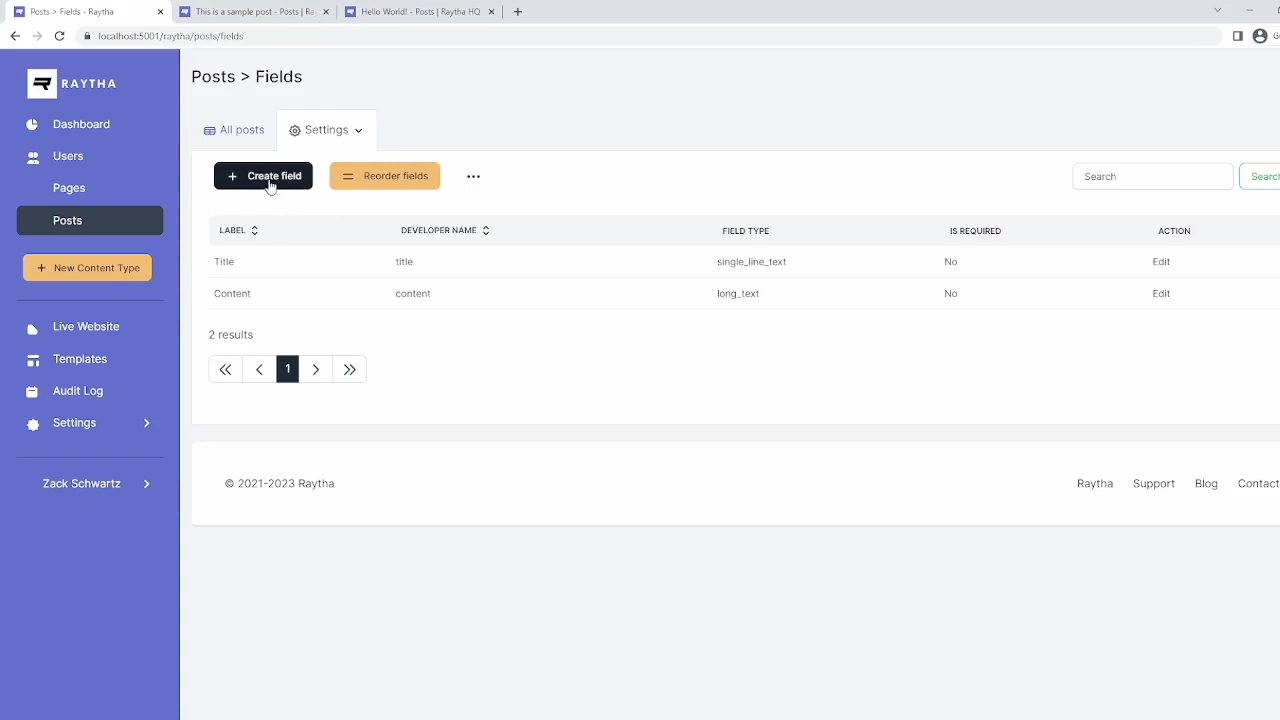 Posts > Fields - Raytha
This is a sample post - Posts | Ra
Hello World! - Posts | Raytha HQ
localhost:5001/raytha/posts/fields
RAYTHA
Dashboard
Users
Pages
Posts
+ New Content Type
Live Website
Templates
Audit Log
Settings
Zack Schwartz
Posts > Fields
All posts
Settings
+ Create field
Reorder fields
...
Search
Search
LABEL DEVELOPER NAME FIELD TYPE IS REQUIRED ACTION
Title title single_line_text No Edit
Content content long_text No Edit
2 results
1
© 2021-2023 Raytha
Raytha Support Blog Contact